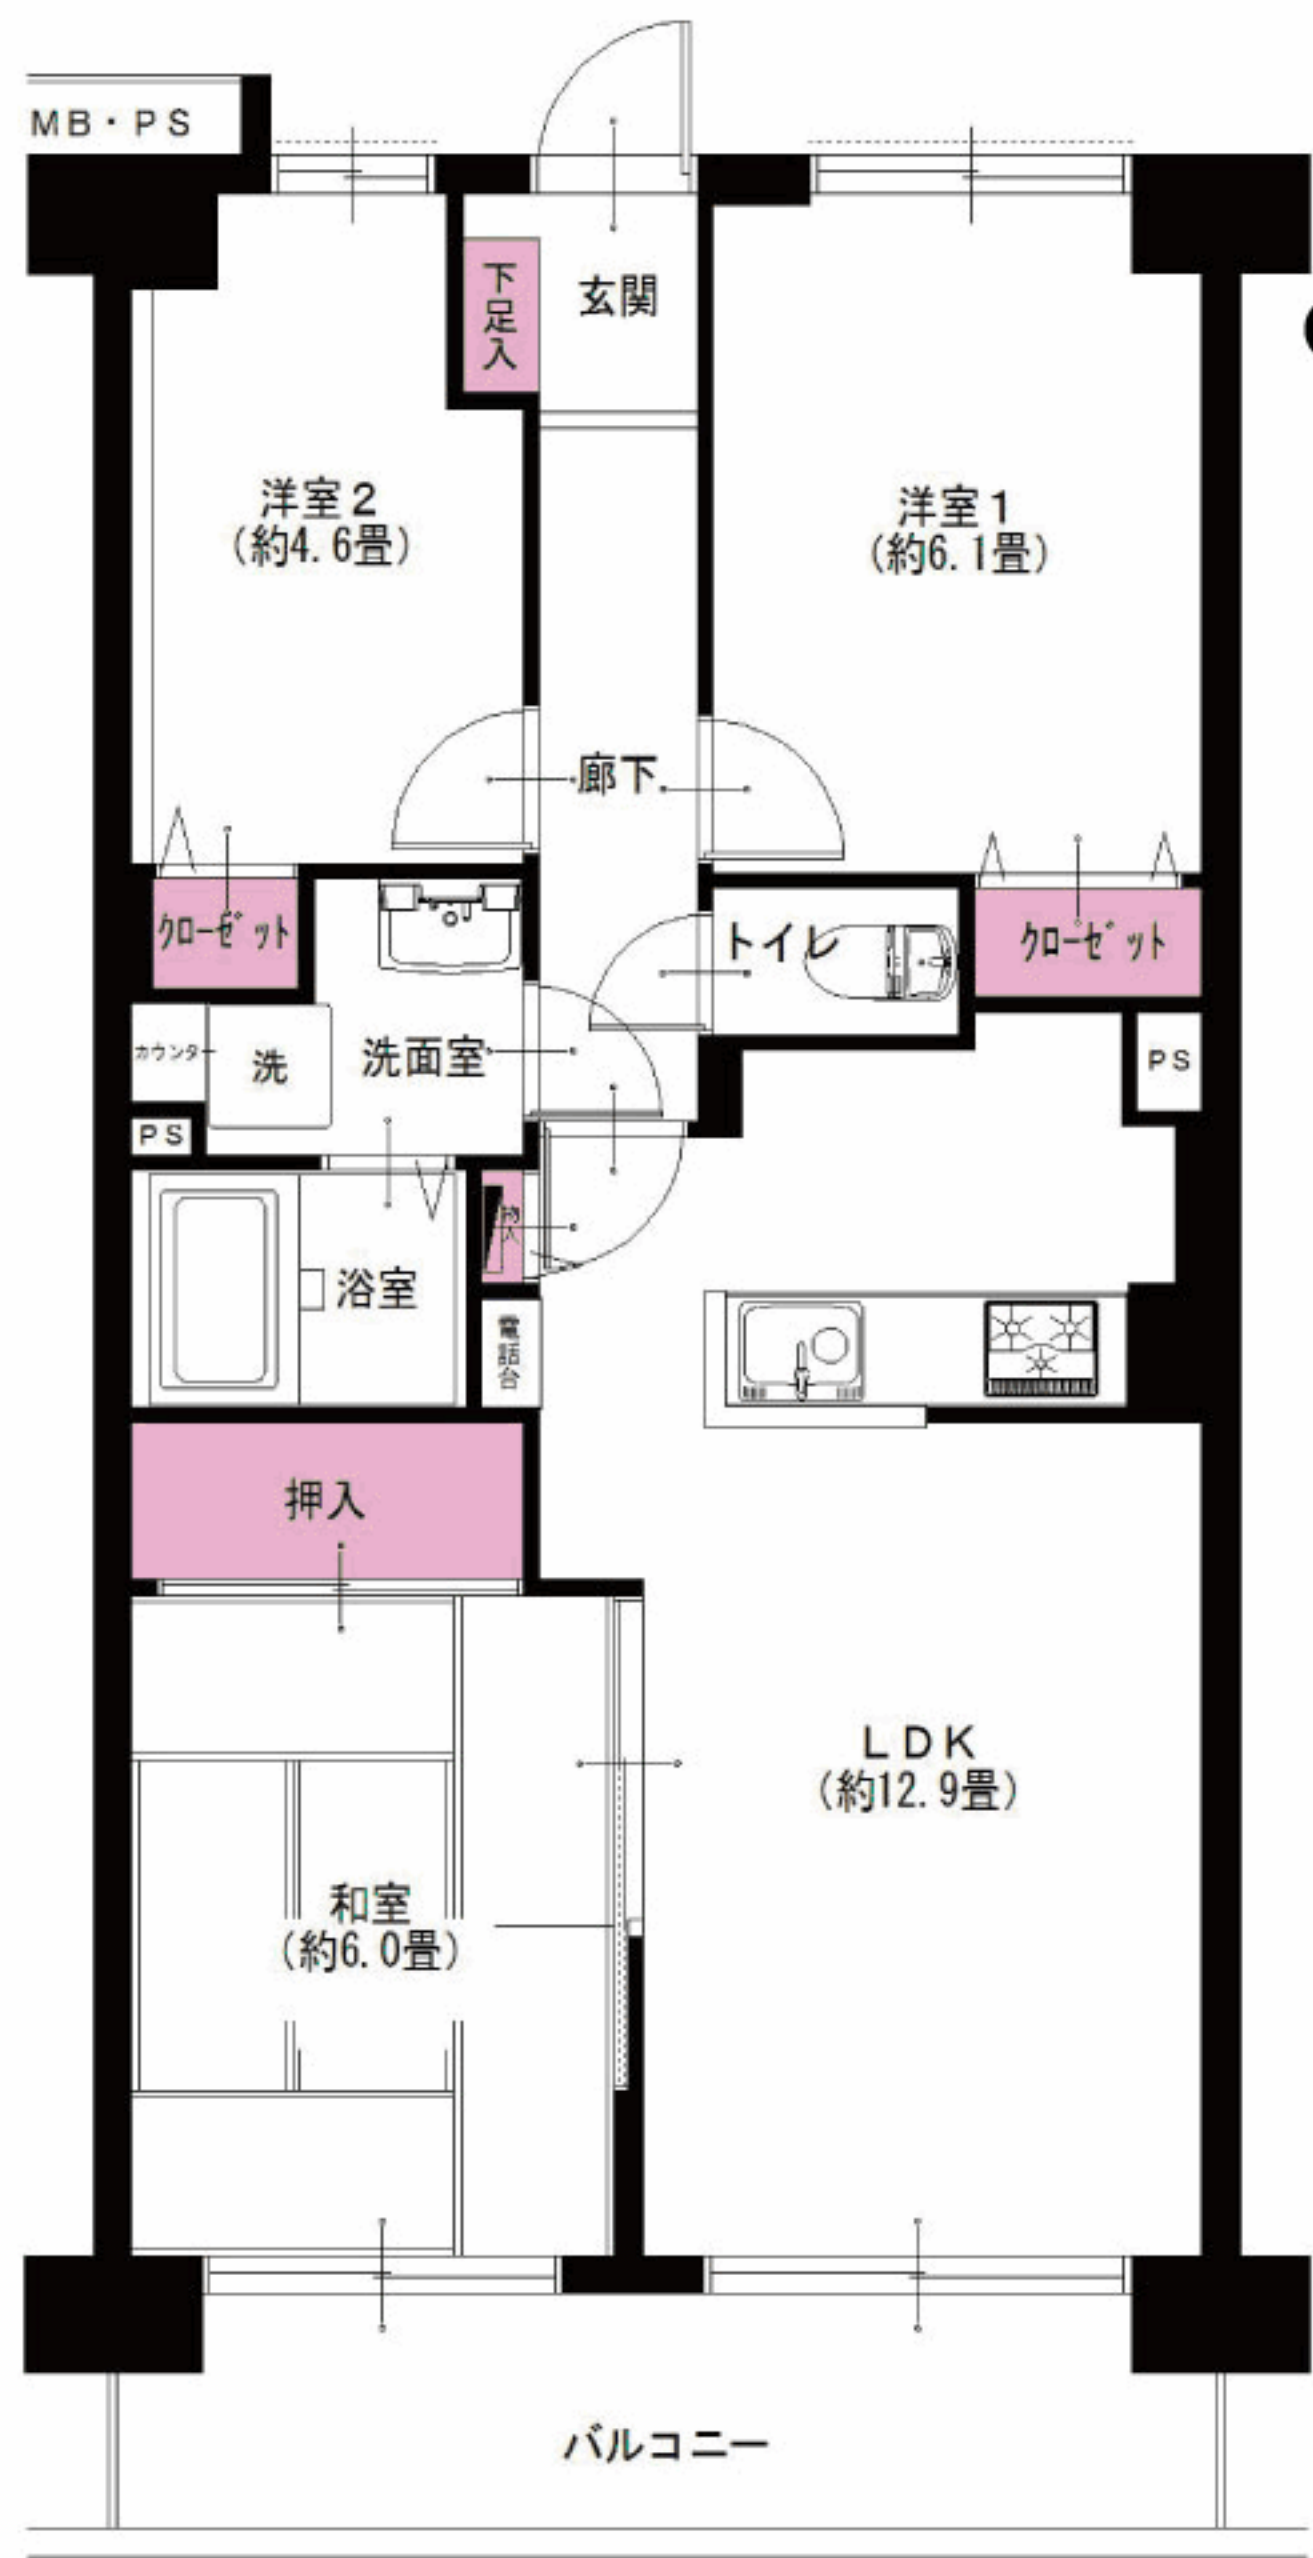 MB・PS
下足入
玄関
洋室2
(約4.6畳)
洋室1
(約6.1畳)
廊下
クローゼット
トイレ
クローゼット
カウンター
洗
洗面室
PS
PS
物入
浴室
電話台
押入
LDK
(約12.9畳)
和室
(約6.0畳)
バルコニー